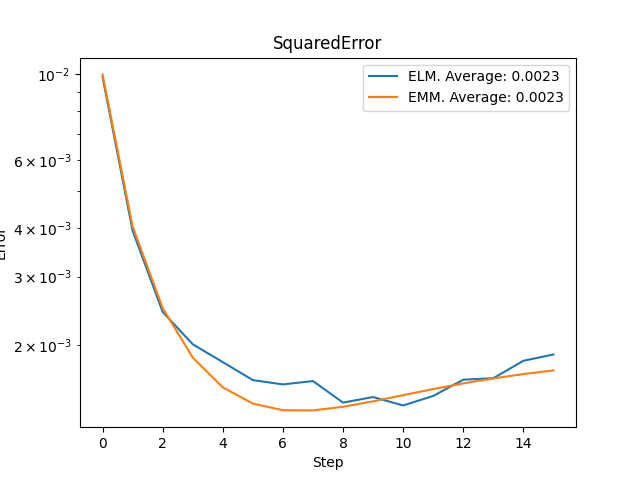 SquaredError
ELM. Average: 0.0023
EMM. Average: 0.0023
10⁻²
6 × 10⁻³
4 × 10⁻³
3 × 10⁻³
2 × 10⁻³
Error
0 2 4 6 8 10 12 14
Step